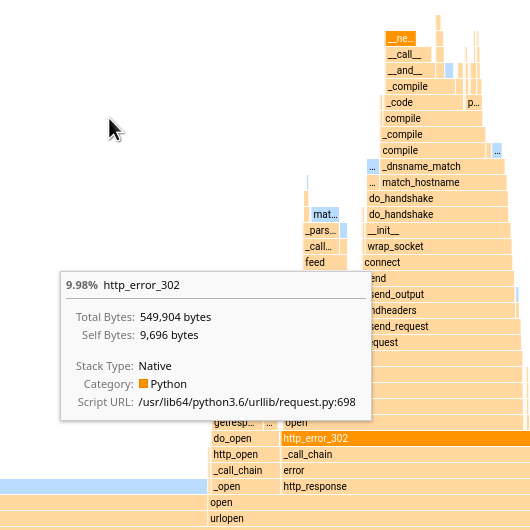 __ne…
__call__
__and__
_compile
_code p…
compile
_compile
compile …
… _dnsname_match
… match_hostname
do_handshake
mat… do_handshake
_pars… __init__
_call… wrap_socket
feed connect
9.98% http_error_302
end
Total Bytes: 549,904 bytes
send_output
Self Bytes: 9,696 bytes
ndheaders
send_request
equest
Stack Type: Native
Category: Python
Script URL: /usr/lib64/python3.6/urllib/request.py:698
getresp… … open
do_open http_error_302
http_open _call_chain
_call_chain error
_open http_response
open
urlopen